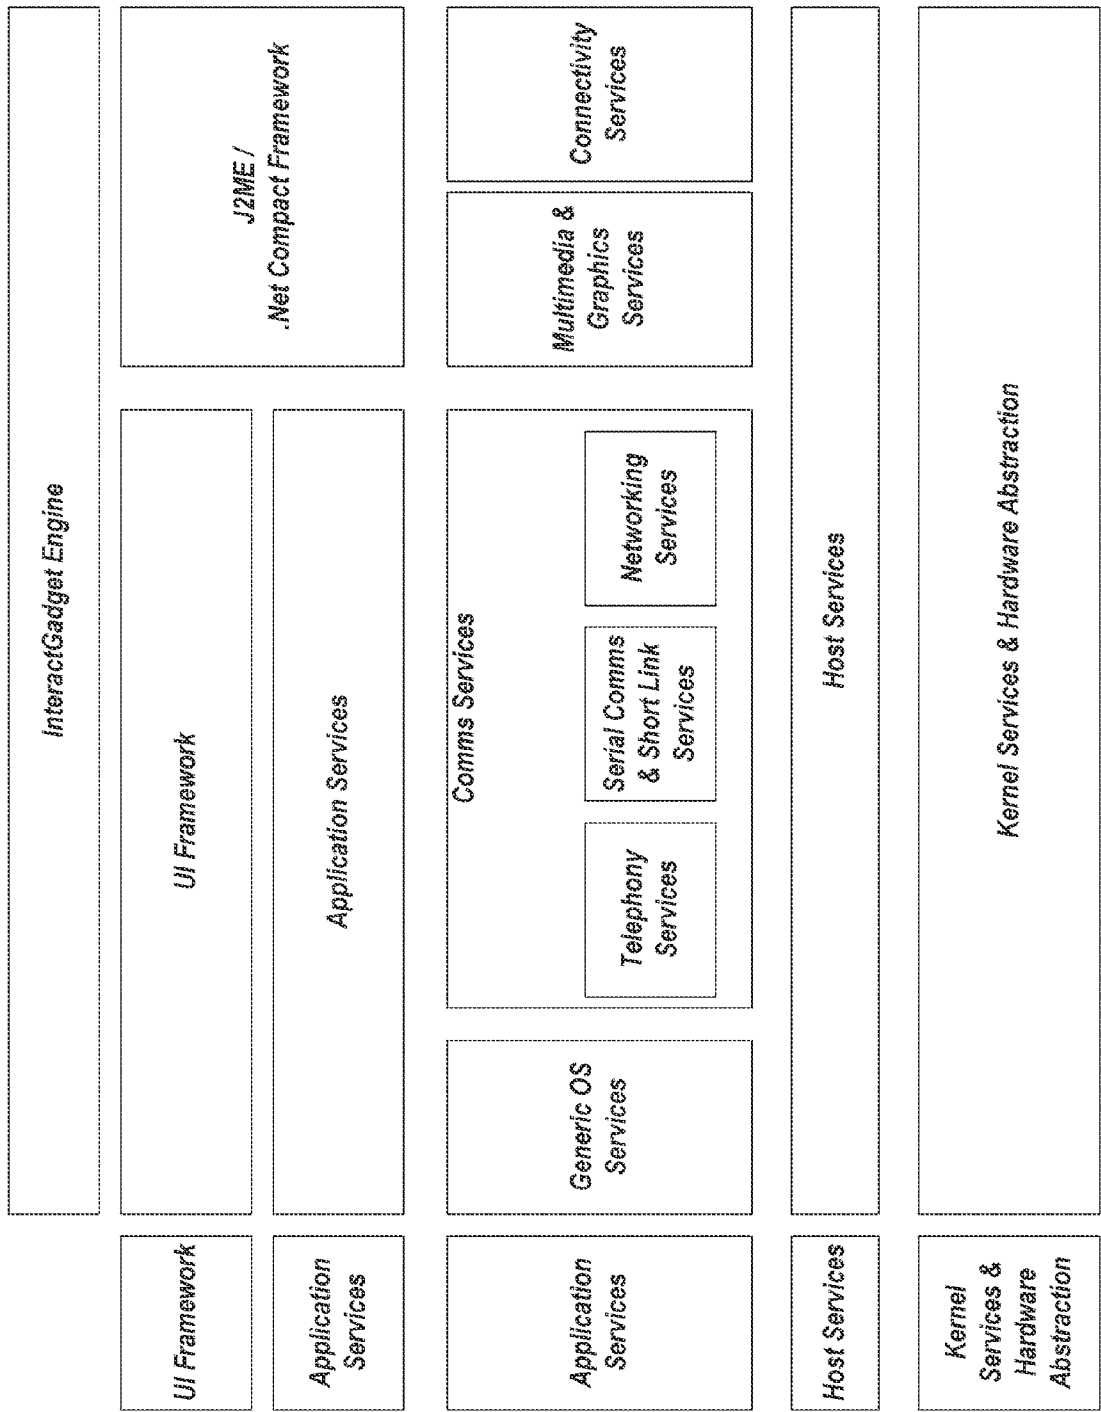 InteractGadget Engine
UI Framework
UI Framework
J2ME /
.Net Compact Framework
Application
Services
Application Services
Application
Services
Generic OS
Services
Comms Services
Telephony
Services
Serial Comms
& Short Link
Services
Networking
Services
Multimedia &
Graphics
Services
Connectivity
Services
Host Services
Host Services
Kernel
Services &
Hardware
Abstraction
Kernel Services & Hardware Abstraction